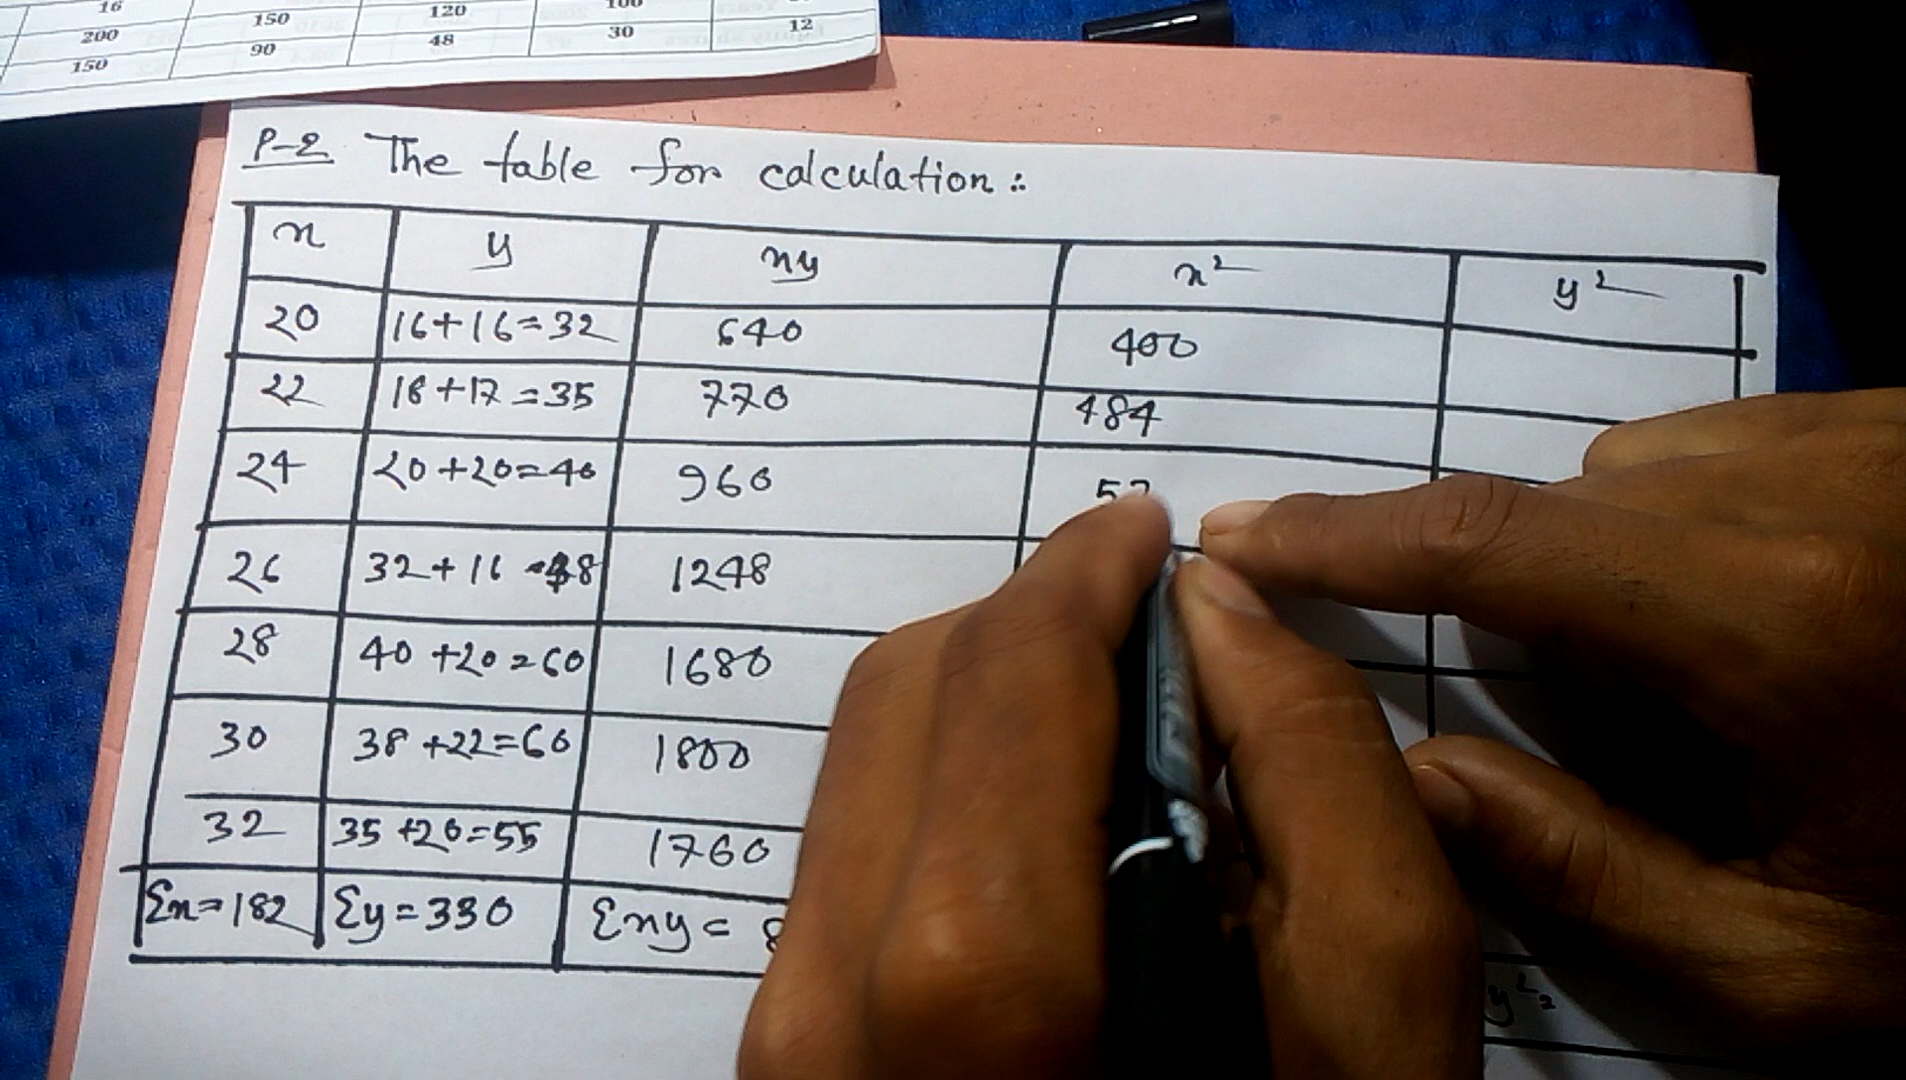 16 150 120 100
200 90 48 30 12
150
P-2 The table for calculation:
x y xy x² y²
20 16+16=32 640 400
22 18+17=35 770 484
24 20+20=40 960 57
26 32+16=48 1248
28 40+20=60 1680
30 38+22=60 1800
32 35+20=55 1760
Σx=182 Σy=330 Σxy= 8